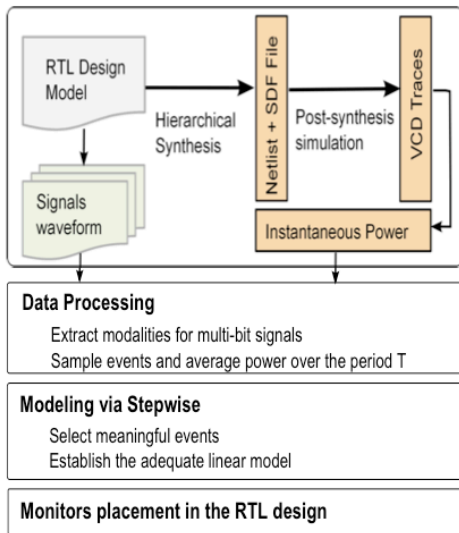 RTL Design
Model
Hierarchical
Synthesis
Netlist + SDF File
Post-synthesis
simulation
VCD Traces
Signals
waveform
Instantaneous Power
Data Processing
Extract modalities for multi-bit signals
Sample events and average power over the period T
Modeling via Stepwise
Select meaningful events
Establish the adequate linear model
Monitors placement in the RTL design